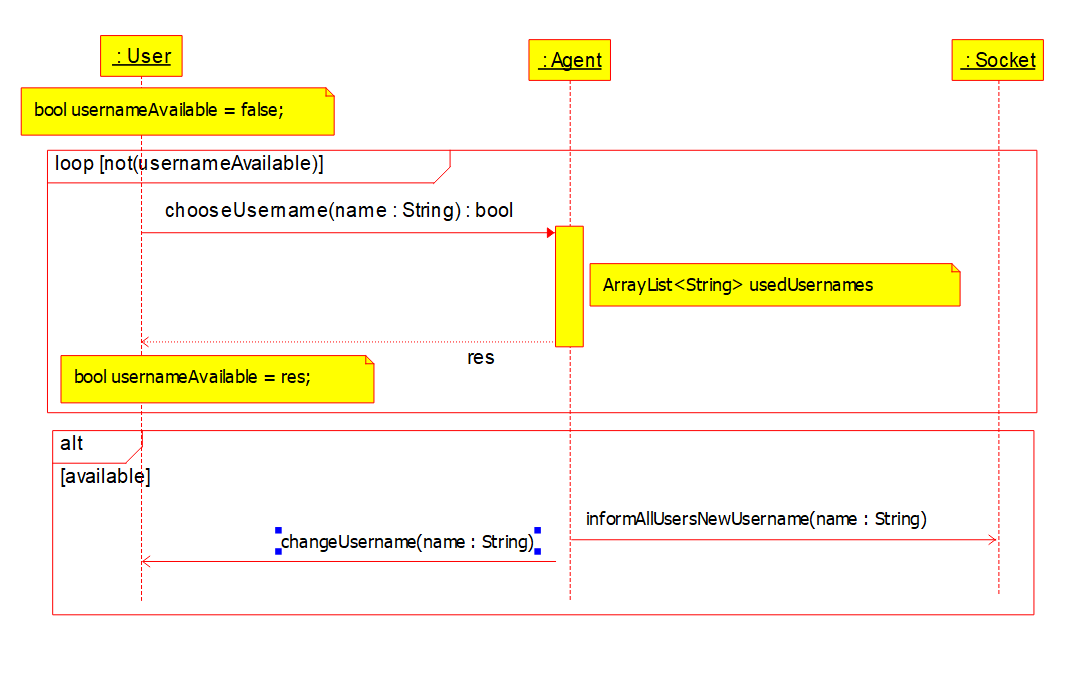 : User
: Agent
: Socket
bool usernameAvailable = false;
loop [not(usernameAvailable)]
chooseUsername(name : String) : bool
ArrayList<String> usedUsernames
res
bool usernameAvailable = res;
alt
[available]
informAllUsersNewUsername(name : String)
changeUsername(name : String)